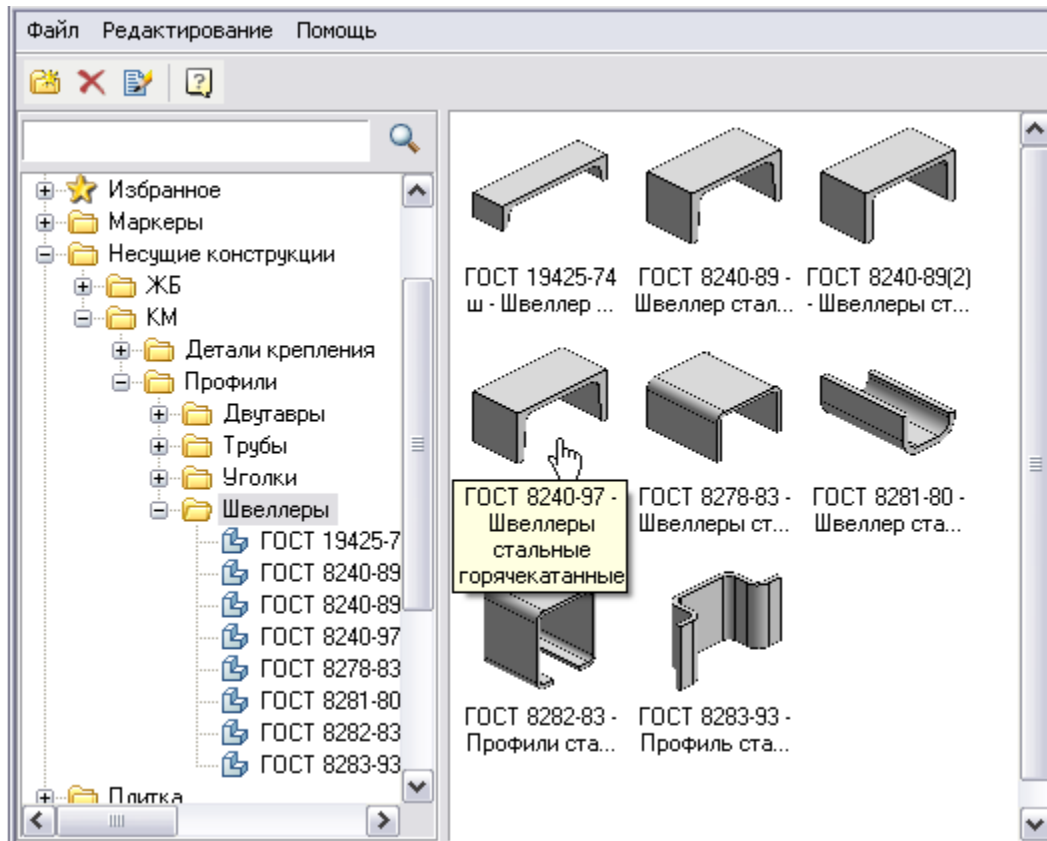 Файл Редактирование Помощь
Избранное
Маркеры
Несущие конструкции
ЖБ
КМ
Детали крепления
Профили
Двутавры
Трубы
Уголки
Швеллеры
ГОСТ 19425-7
ГОСТ 8240-89
ГОСТ 8240-89
ГОСТ 8240-97
ГОСТ 8278-83
ГОСТ 8281-80
ГОСТ 8282-83
ГОСТ 8283-93
Плитка
ГОСТ 19425-74
ш - Швеллер ...
ГОСТ 8240-89 -
Швеллер стал...
ГОСТ 8240-89(2)
- Швеллеры ст...
ГОСТ 8240-97 -
Швеллеры
стальные
горячекатанные
ГОСТ 8278-83 -
Швеллеры ст...
ГОСТ 8281-80 -
Швеллер ста...
ГОСТ 8282-83 -
Профили ста...
ГОСТ 8283-93 -
Профиль ста...